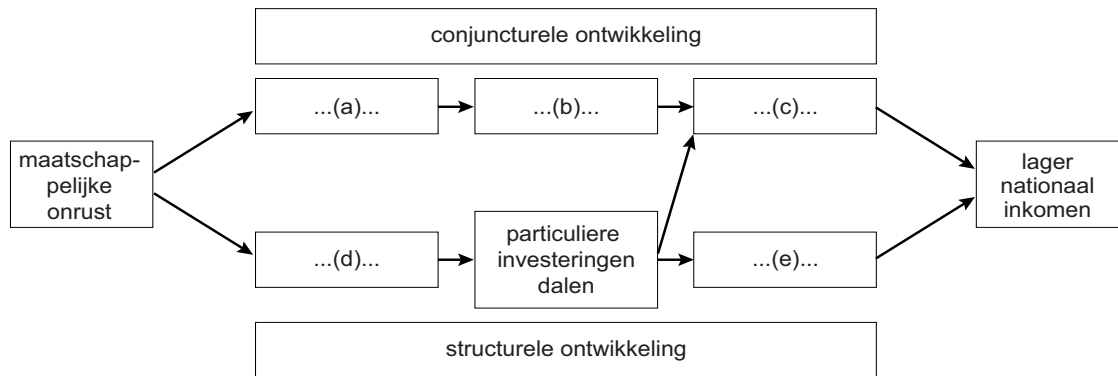 conjuncturele ontwikkeling
...(a)...
...(b)...
...(c)...
maatschap-
pelijke
onrust
lager
nationaal
inkomen
...(d)...
particuliere
investeringen
dalen
...(e)...
structurele ontwikkeling